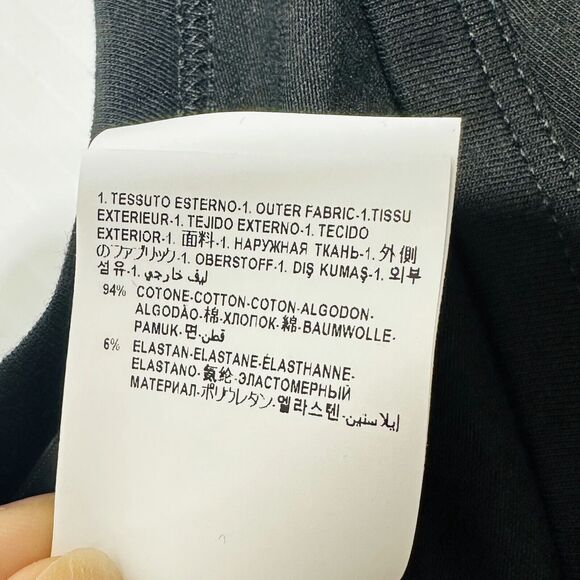 1. TESSUTO ESTERNO-1. OUTER FABRIC-1.TISSU
EXTERIEUR-1. TEJIDO EXTERNO-1. TECIDO
EXTERIOR-1. 面料-1. НАРУЖНАЯ ТКАНЬ-1. 外側
のファブリック-1. OBERSTOFF-1. DIŞ KUMAŞ-1. 외부
섬유-1. ليف خارجي
94% COTONE-COTTON-COTON-ALGODON-
ALGODÃO-棉-ХЛОПОК-綿-BAUMWOLLE-
PAMUK-면-قطن
6% ELASTAN-ELASTANE-ÉLASTHANNE-
ELASTANO-氨纶-ЭЛАСТОМЕРНЫЙ
МАТЕРИАЛ-ポリウレタン-엘라스텐-ايلاستين